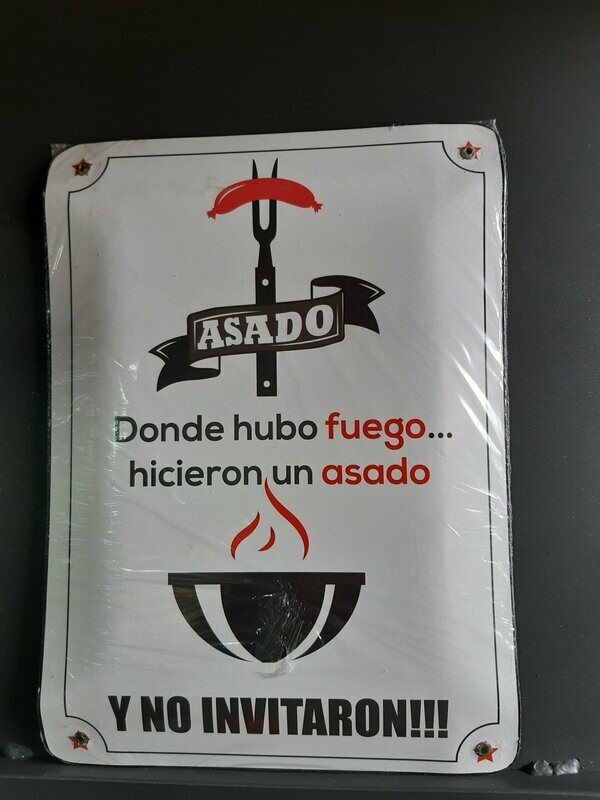 ASADO
Donde hubo fuego...
hicieron un asado
Y NO INVITARON!!!